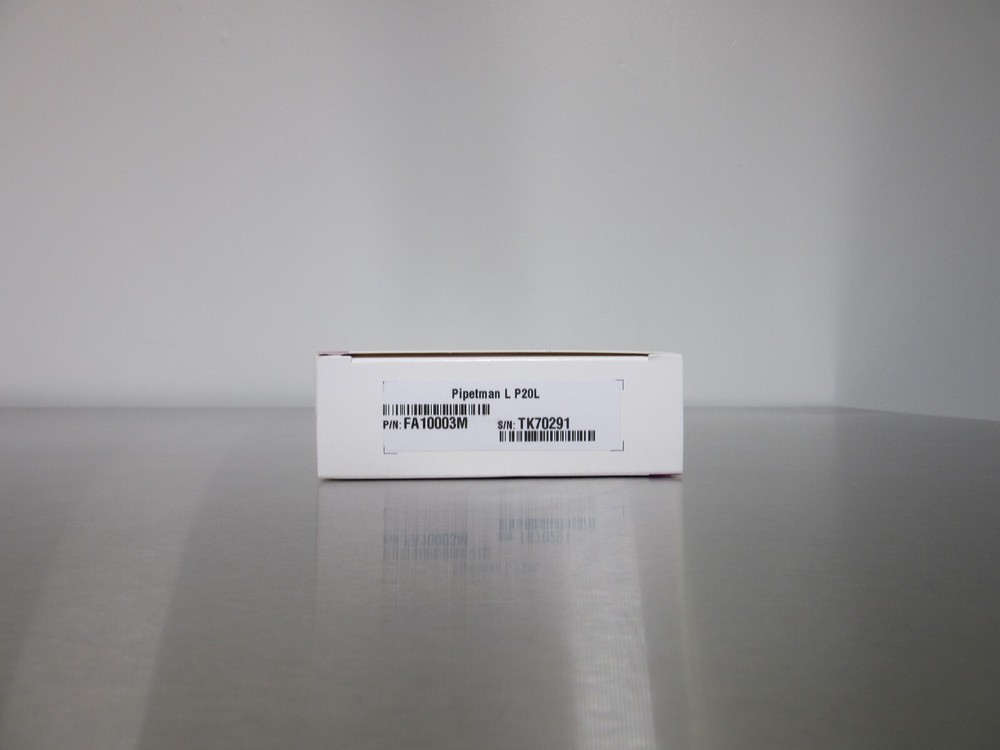 Pipetman L P20L
P/N: FA10003M
S/N: TK70291